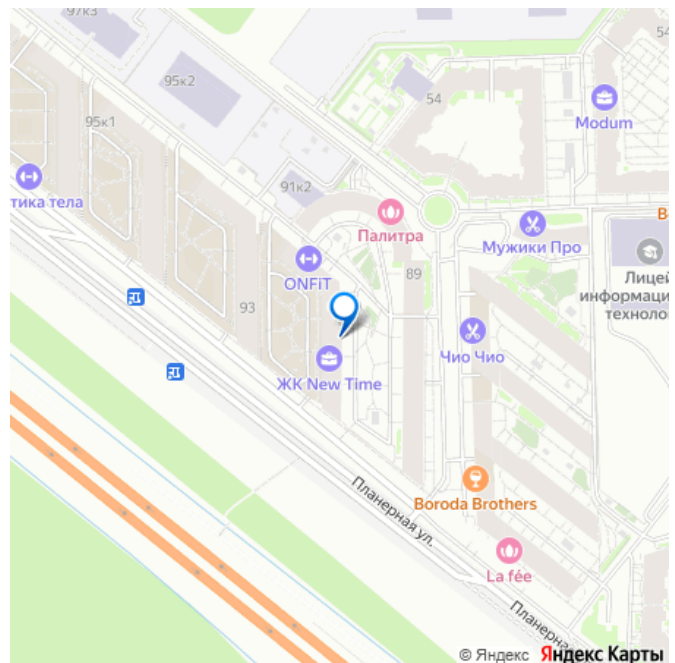 97к3
95к2
54
54
Modum
95к1
тика тела
91к2
Палитра
В
Мужики Про
ONFiT
89
Лицей
информаци
техноло
93
ЖК New Time
Чио Чио
Boroda Brothers
Планерная ул.
La fée
Планерная
© Яндекс Яндекс Карты